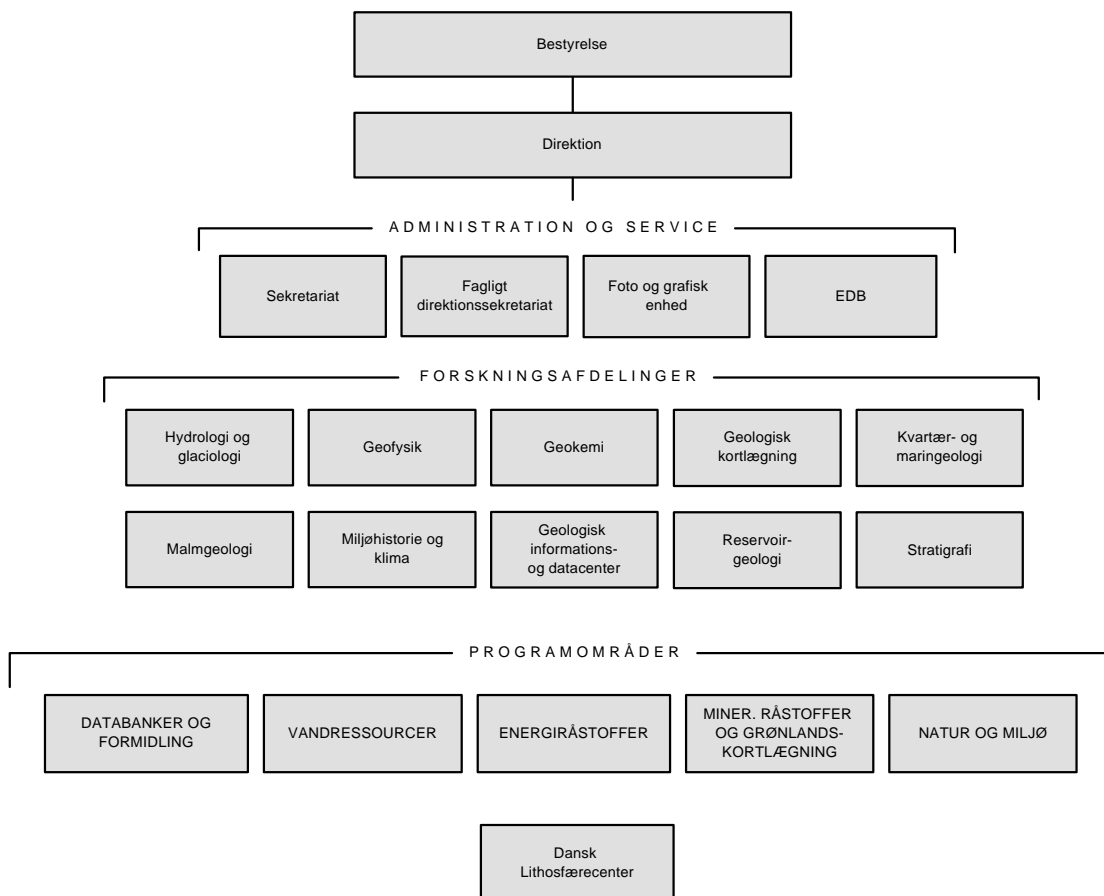 Bestyrelse
Direktion
ADMINISTRATION OG SERVICE
Sekretariat
Fagligt
direktionssekretariat
Foto og grafisk
enhed
EDB
FORSKNINGSAFDELINGER
Hydrologi og
glaciologi
Geofysik
Geokemi
Geologisk
kortlægning
Kvartær- og
maringeologi
Malmgeologi
Miljøhistorie og
klima
Geologisk
informations-
og datacenter
Reservoir-
geologi
Stratigrafi
PROGRAMOMRÅDER
DATABANKER OG
FORMIDLING
VANDRESSOURCER
ENERGIRÅSTOFFER
MINER. RÅSTOFFER
OG GRØNLANDS-
KORTLÆGNING
NATUR OG MILJØ
Dansk
Lithosfærecenter